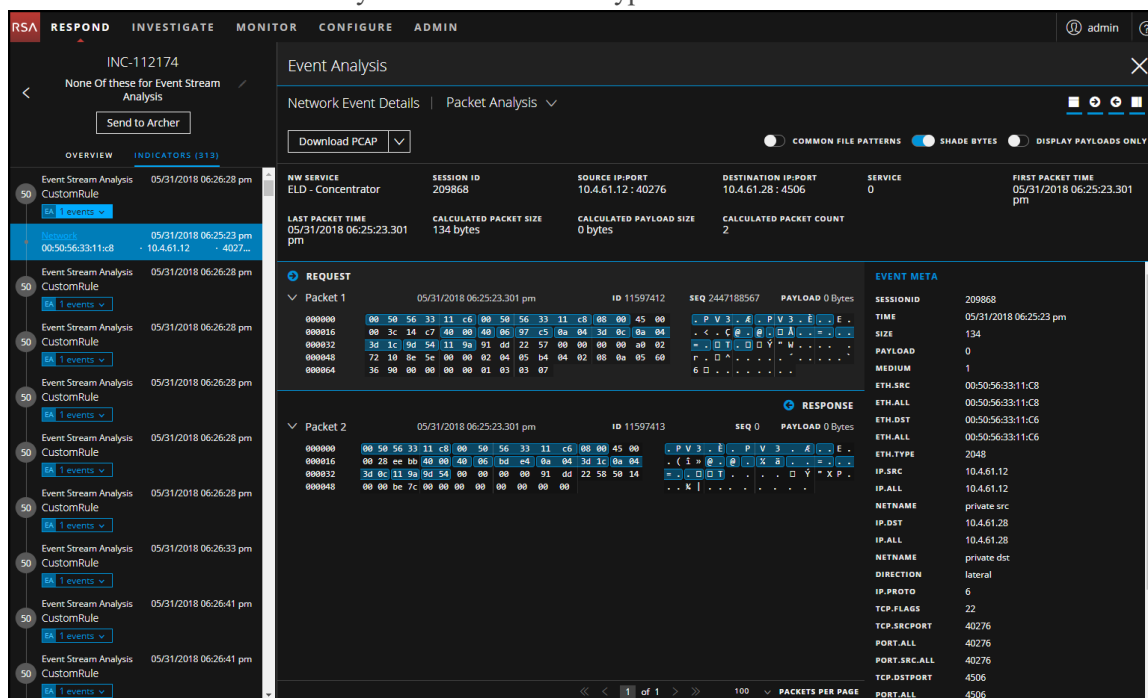 RSA RESPOND INVESTIGATE MONITOR CONFIGURE ADMIN admin
INC-112174
None Of these for Event Stream Analysis
Send to Archer
OVERVIEW INDICATORS (313)
Event Stream Analysis 05/31/2018 06:26:28 pm
50 CustomRule
EA 1 events
Network 05/31/2018 06:25:23 pm
00:50:56:33:11:c8 · 10.4.61.12 · 4027...
Event Stream Analysis 05/31/2018 06:26:28 pm
50 CustomRule
EA 1 events
Event Stream Analysis 05/31/2018 06:26:28 pm
50 CustomRule
EA 1 events
Event Stream Analysis 05/31/2018 06:26:28 pm
50 CustomRule
EA 1 events
Event Stream Analysis 05/31/2018 06:26:28 pm
50 CustomRule
EA 1 events
Event Stream Analysis 05/31/2018 06:26:28 pm
50 CustomRule
EA 1 events
Event Stream Analysis 05/31/2018 06:26:33 pm
50 CustomRule
EA 1 events
Event Stream Analysis 05/31/2018 06:26:41 pm
50 CustomRule
EA 1 events
Event Stream Analysis 05/31/2018 06:26:41 pm
50 CustomRule
EA 1 events
Event Analysis
Network Event Details | Packet Analysis
Download PCAP COMMON FILE PATTERNS SHADE BYTES DISPLAY PAYLOADS ONLY
NW SERVICE SESSION ID SOURCE IP:PORT DESTINATION IP:PORT SERVICE FIRST PACKET TIME
ELD - Concentrator 209868 10.4.61.12 : 40276 10.4.61.28 : 4506 0 05/31/2018 06:25:23.301 pm
LAST PACKET TIME CALCULATED PACKET SIZE CALCULATED PAYLOAD SIZE CALCULATED PACKET COUNT
05/31/2018 06:25:23.301 pm 134 bytes 0 bytes 2
REQUEST
Packet 1 05/31/2018 06:25:23.301 pm ID 11597412 SEQ 2447188567 PAYLOAD 0 Bytes
000000 00 50 56 33 11 c6 00 50 56 33 11 c8 08 00 45 00
000016 00 3c 14 c7 40 00 40 06 97 c5 0a 04 3d 0c 0a 04
000032 3d 1c 9d 54 11 9a 91 dd 22 57 00 00 00 00 a0 02
000048 72 10 8e 5e 00 00 02 04 05 b4 04 02 08 0a 05 60
000064 36 90 00 00 00 00 01 03 03 07
RESPONSE
Packet 2 05/31/2018 06:25:23.301 pm ID 11597413 SEQ 0 PAYLOAD 0 Bytes
000000 00 50 56 33 11 c8 00 50 56 33 11 c6 08 00 45 00
000016 00 28 ee bb 40 00 40 06 bd e4 0a 04 3d 1c 0a 04
000032 3d 0c 11 9a 9d 54 00 00 00 00 91 dd 22 58 50 14
000048 00 00 be 7c 00 00 00 00 00 00 00 00
1 of 1 100 PACKETS PER PAGE
EVENT META
SESSIONID 209868
TIME 05/31/2018 06:25:23 pm
SIZE 134
PAYLOAD 0
MEDIUM 1
ETH.SRC 00:50:56:33:11:C8
ETH.ALL 00:50:56:33:11:C8
ETH.DST 00:50:56:33:11:C6
ETH.ALL 00:50:56:33:11:C6
ETH.TYPE 2048
IP.SRC 10.4.61.12
IP.ALL 10.4.61.12
NETNAME private src
IP.DST 10.4.61.28
IP.ALL 10.4.61.28
NETNAME private dst
DIRECTION lateral
IP.PROTO 6
TCP.FLAGS 22
TCP.SRCPORT 40276
PORT.ALL 40276
PORT.SRC.ALL 40276
TCP.DSTPORT 4506
PORT.ALL 4506